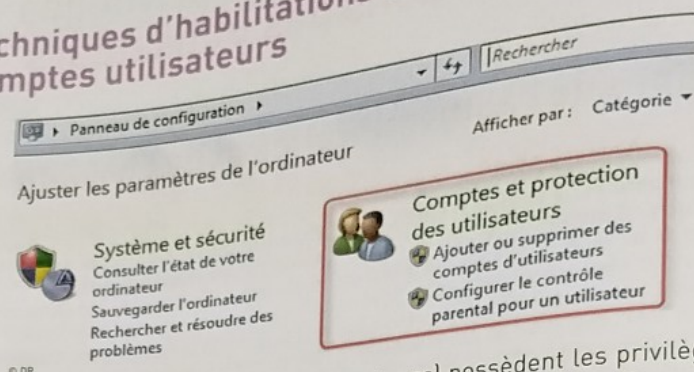 d'habilitation
mptes utilisateurs
Rechercher
Panneau de configuration
Afficher par : Catégorie
Ajuster les paramètres de l'ordinateur
Système et sécurité
Consulter l'état de votre
ordinateur
Sauvegarder l'ordinateur
Rechercher et résoudre des
problèmes
Comptes et protection
des utilisateurs
Ajouter ou supprimer des
comptes d'utilisateurs
Configurer le contrôle
parental pour un utilisateur
© DR
possèdent les privilèg